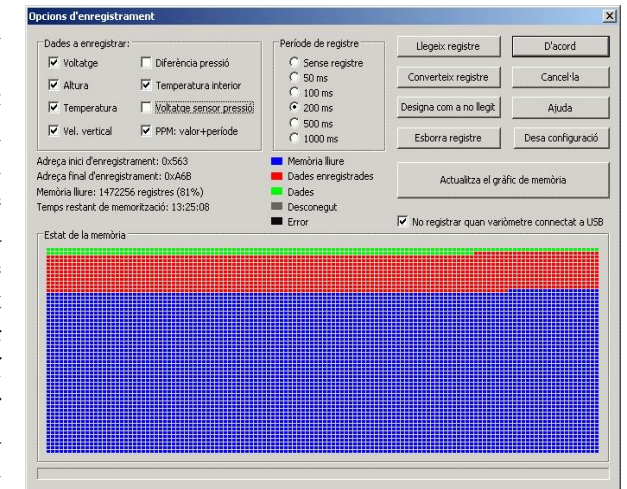 Opcions d'enregistrament
Dades a enregistrar:
Voltatge
Diferència pressió
Altura
Temperatura interior
Temperatura
Voltatge sensor pressió
Vel. vertical
PPM: valor+període
Període de registre
Sense registre
50 ms
100 ms
200 ms
500 ms
1000 ms
Llegeix registre
D'acord
Converteix registre
Cancel·la
Designa com a no llegit
Ajuda
Esborra registre
Desa configuració
Adreça inici d'enregistrament: 0x563
Adreça final d'enregistrament: 0xA6B
Memòria lliure: 1472256 registres (81%)
Temps restant de memorització: 13:25:08
Memòria lliure
Dades enregistrades
Dades
Desconegut
Error
Actualitza el gràfic de memòria
No registrar quan variòmetre connectat a USB
Estat de la memòria